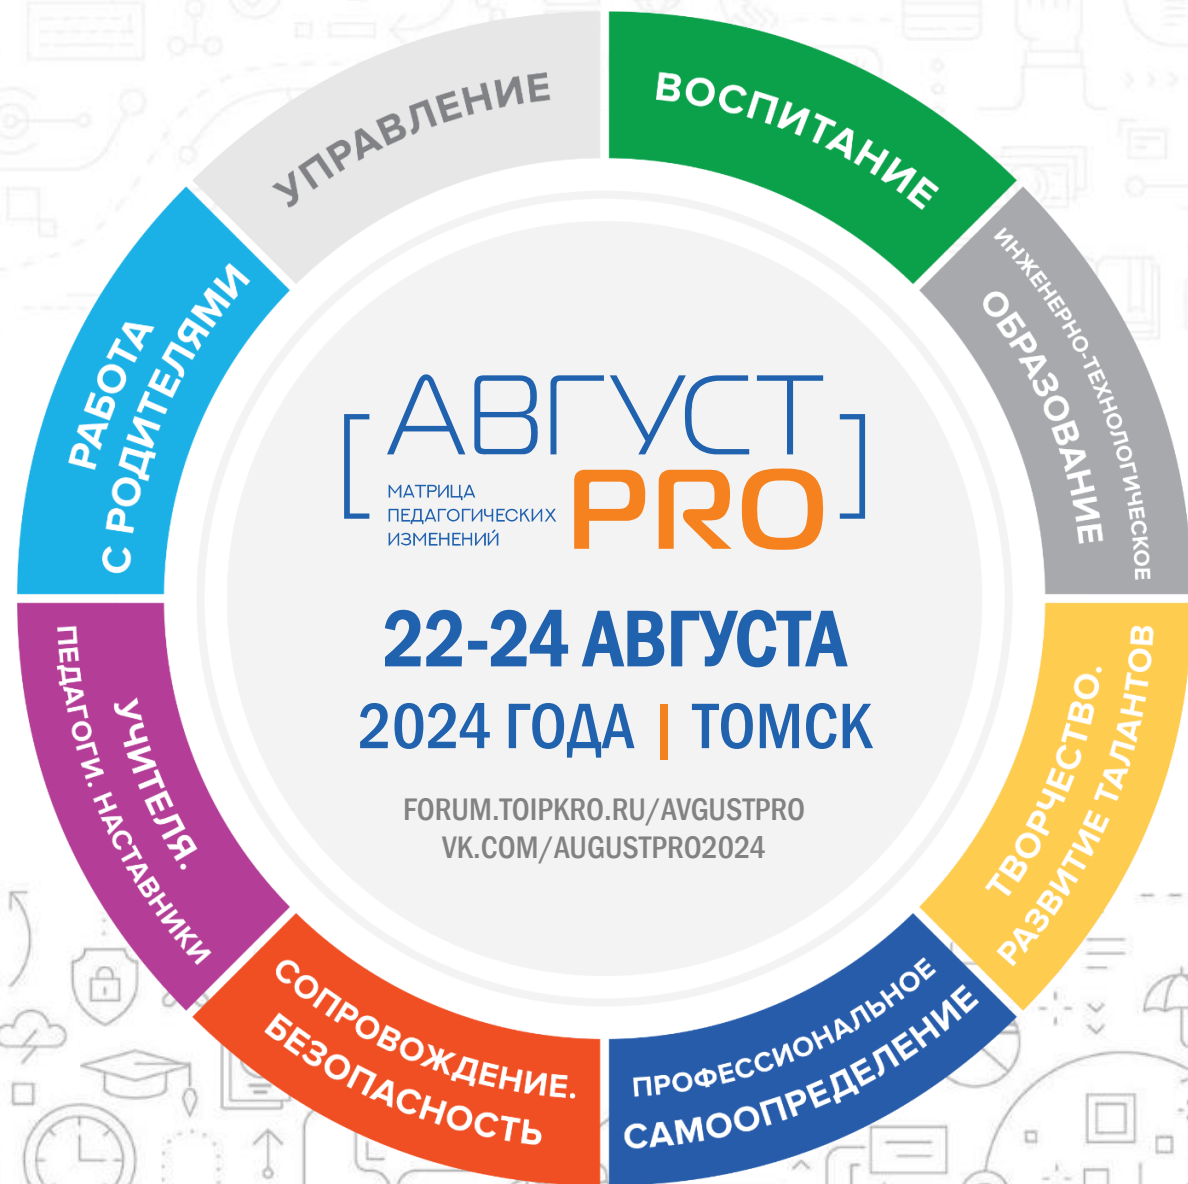 УПРАВЛЕНИЕ
ВОСПИТАНИЕ
ИНЖЕНЕРНО-ТЕХНОЛОГИЧЕСКОЕ
ОБРАЗОВАНИЕ
ТВОРЧЕСТВО.
РАЗВИТИЕ ТАЛАНТОВ
ПРОФЕССИОНАЛЬНОЕ
САМООПРЕДЕЛЕНИЕ
СОПРОВОЖДЕНИЕ.
БЕЗОПАСНОСТЬ
УЧИТЕЛЯ.
ПЕДАГОГИ. НАСТАВНИКИ
РАБОТА
С РОДИТЕЛЯМИ
[АВГУСТ
PRO]
МАТРИЦА
ПЕДАГОГИЧЕСКИХ
ИЗМЕНЕНИЙ
22-24 АВГУСТА
2024 ГОДА | ТОМСК
FORUM.TOIPKRO.RU/AVGUSTPRO
VK.COM/AUGUSTPRO2024